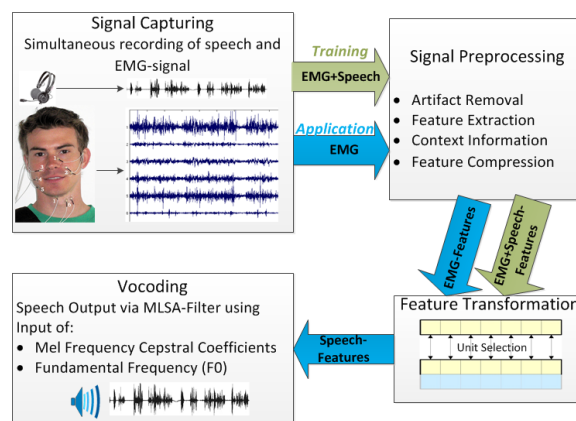 Signal Capturing
Simultaneous recording of speech and
EMG-signal
Training
EMG+Speech
Application
EMG
Signal Preprocessing
• Artifact Removal
• Feature Extraction
• Context Information
• Feature Compression
EMG-Features
EMG+Speech-
Features
Feature Transformation
Unit Selection
Speech-
Features
Vocoding
Speech Output via MLSA-Filter using
Input of:
• Mel Frequency Cepstral Coefficients
• Fundamental Frequency (F0)